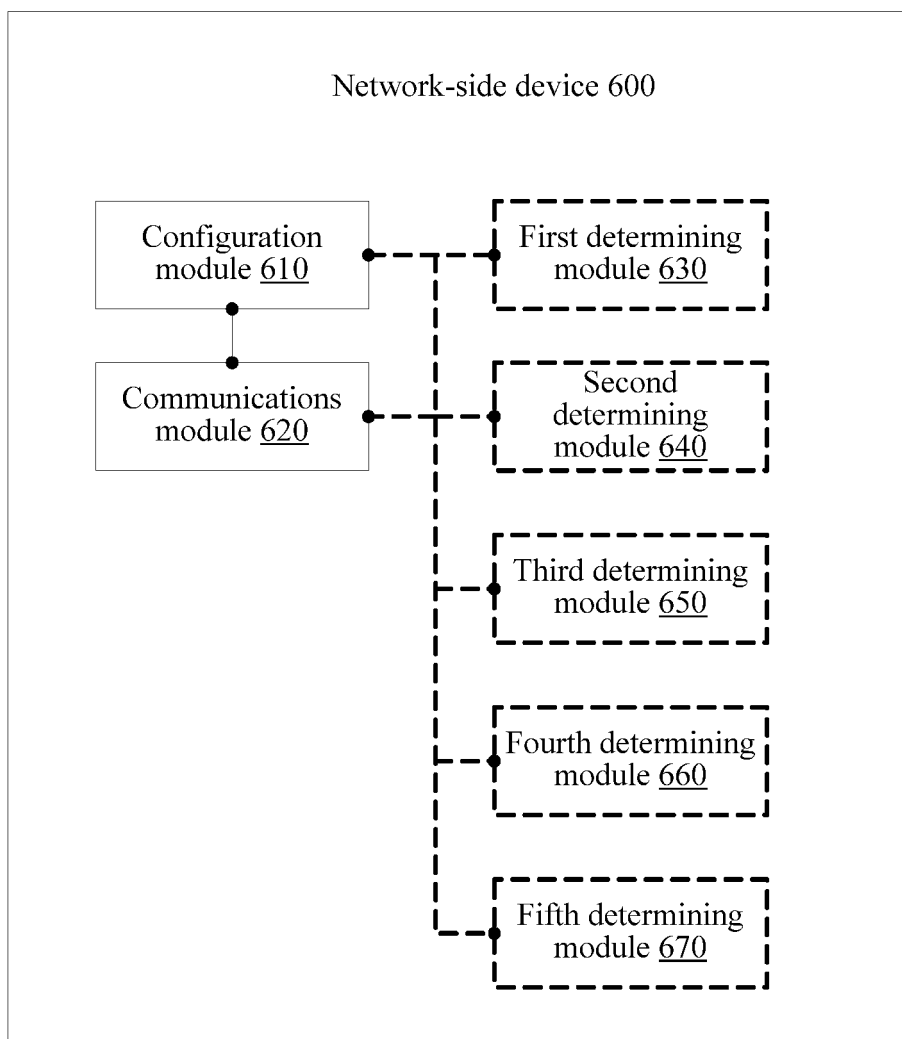 Network-side device 600
Configuration
module 610
First determining
module 630
Communications
module 620
Second
determining
module 640
Third determining
module 650
Fourth determining
module 660
Fifth determining
module 670